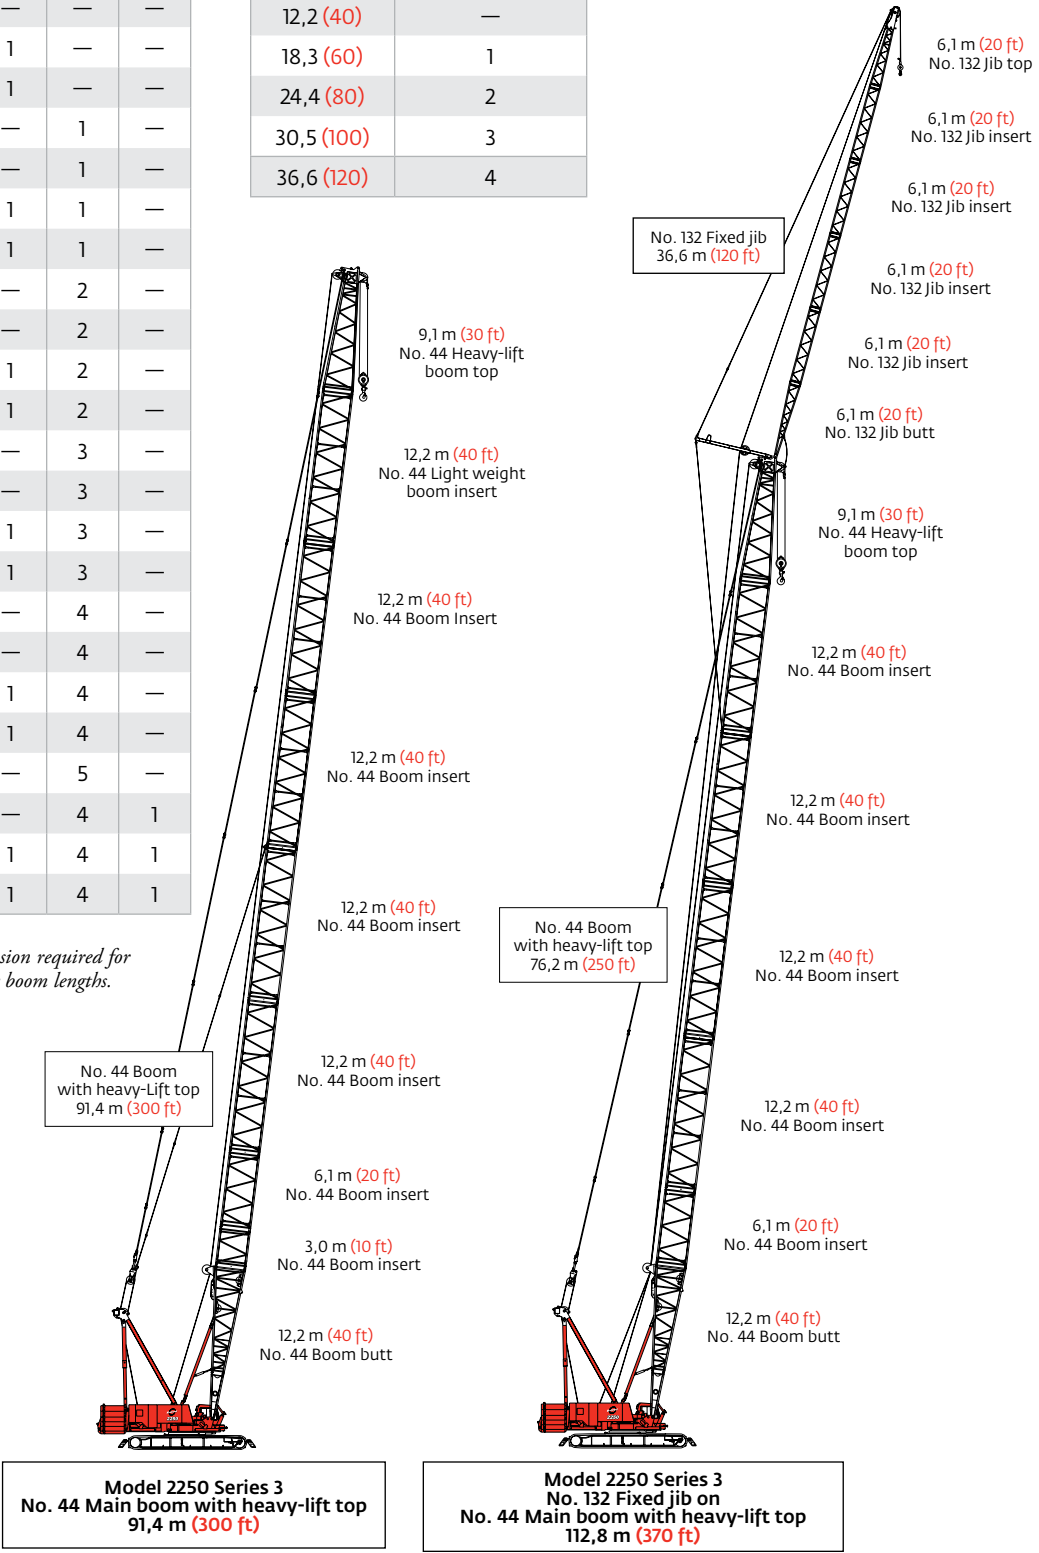 — — —
1 — —
1 — —
— 1 —
— 1 —
1 1 —
1 1 —
— 2 —
— 2 —
1 2 —
1 2 —
— 3 —
— 3 —
1 3 —
1 3 —
— 4 —
— 4 —
1 4 —
1 4 —
— 5 —
— 4 1
1 4 1
1 4 1
sion required for
boom lengths.
12,2 (40) —
18,3 (60) 1
24,4 (80) 2
30,5 (100) 3
36,6 (120) 4
9,1 m (30 ft)
No. 44 Heavy-lift
boom top
12,2 m (40 ft)
No. 44 Light weight
boom insert
12,2 m (40 ft)
No. 44 Boom Insert
12,2 m (40 ft)
No. 44 Boom insert
12,2 m (40 ft)
No. 44 Boom insert
12,2 m (40 ft)
No. 44 Boom insert
6,1 m (20 ft)
No. 44 Boom insert
3,0 m (10 ft)
No. 44 Boom insert
12,2 m (40 ft)
No. 44 Boom butt
No. 44 Boom
with heavy-Lift top
91,4 m (300 ft)
2250
Model 2250 Series 3
No. 44 Main boom with heavy-lift top
91,4 m (300 ft)
6,1 m (20 ft)
No. 132 Jib top
6,1 m (20 ft)
No. 132 Jib insert
6,1 m (20 ft)
No. 132 Jib insert
6,1 m (20 ft)
No. 132 Jib insert
6,1 m (20 ft)
No. 132 Jib insert
6,1 m (20 ft)
No. 132 Jib butt
No. 132 Fixed jib
36,6 m (120 ft)
9,1 m (30 ft)
No. 44 Heavy-lift
boom top
12,2 m (40 ft)
No. 44 Boom insert
12,2 m (40 ft)
No. 44 Boom insert
12,2 m (40 ft)
No. 44 Boom insert
12,2 m (40 ft)
No. 44 Boom insert
6,1 m (20 ft)
No. 44 Boom insert
12,2 m (40 ft)
No. 44 Boom butt
No. 44 Boom
with heavy-lift top
76,2 m (250 ft)
2250
Model 2250 Series 3
No. 132 Fixed jib on
No. 44 Main boom with heavy-lift top
112,8 m (370 ft)